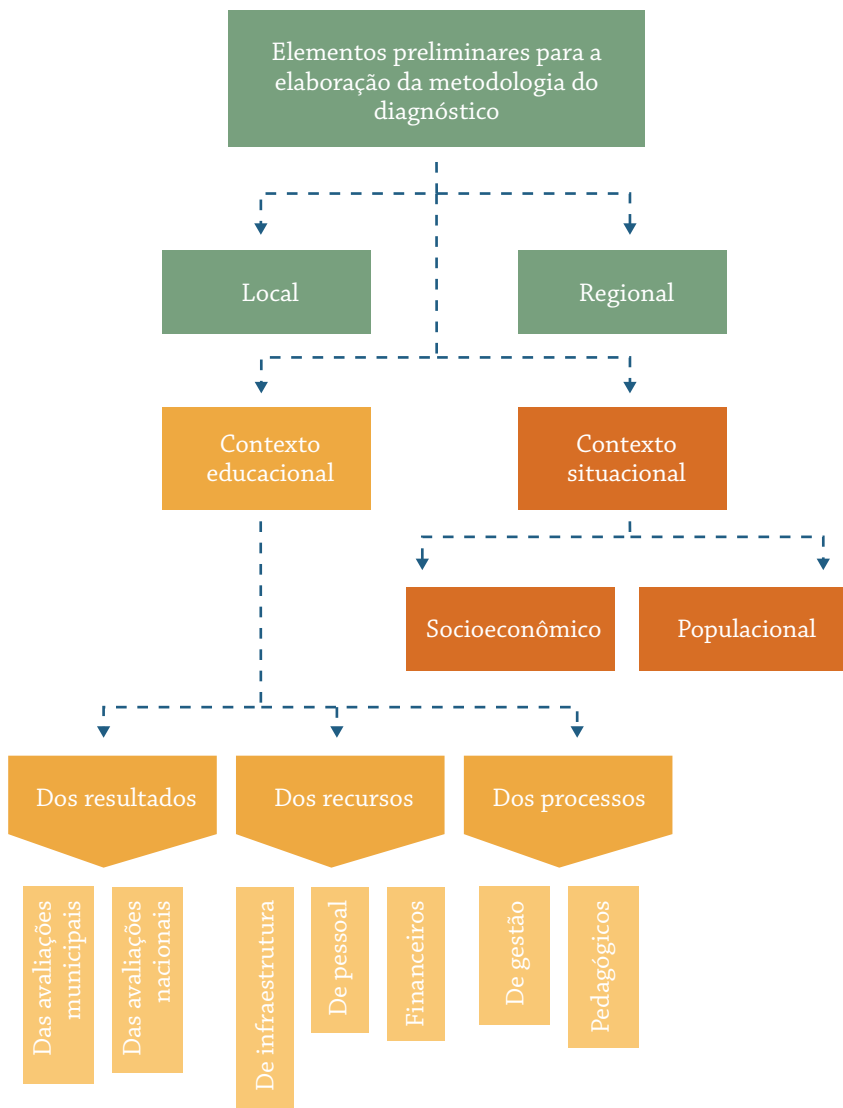 Elementos preliminares para a
elaboração da metodologia do
diagnóstico
Local
Regional
Contexto
educacional
Contexto
situacional
Socioeconômico
Populacional
Dos resultados
Dos recursos
Dos processos
Das avaliações
municipais
Das avaliações
nacionais
De infraestrutura
De pessoal
Financeiros
De gestão
Pedagógicos